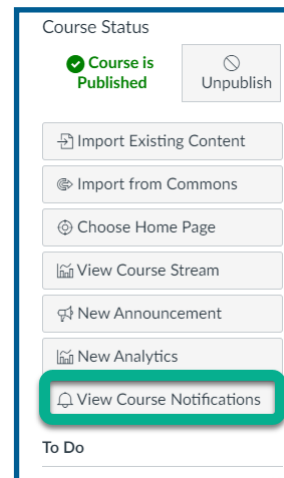 Course Status
Course is
Published
Unpublish
Import Existing Content
Import from Commons
Choose Home Page
View Course Stream
New Announcement
New Analytics
View Course Notifications
To Do